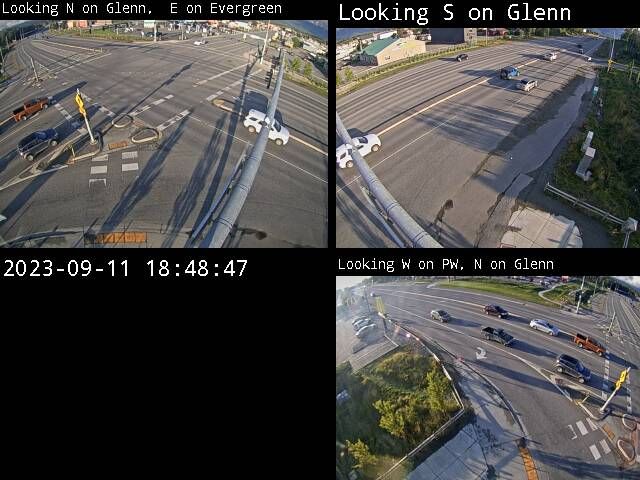 Looking N on Glenn, E on Evergreen
Looking S on Glenn
2023-09-11 18:48:47
Looking W on PW, N on Glenn